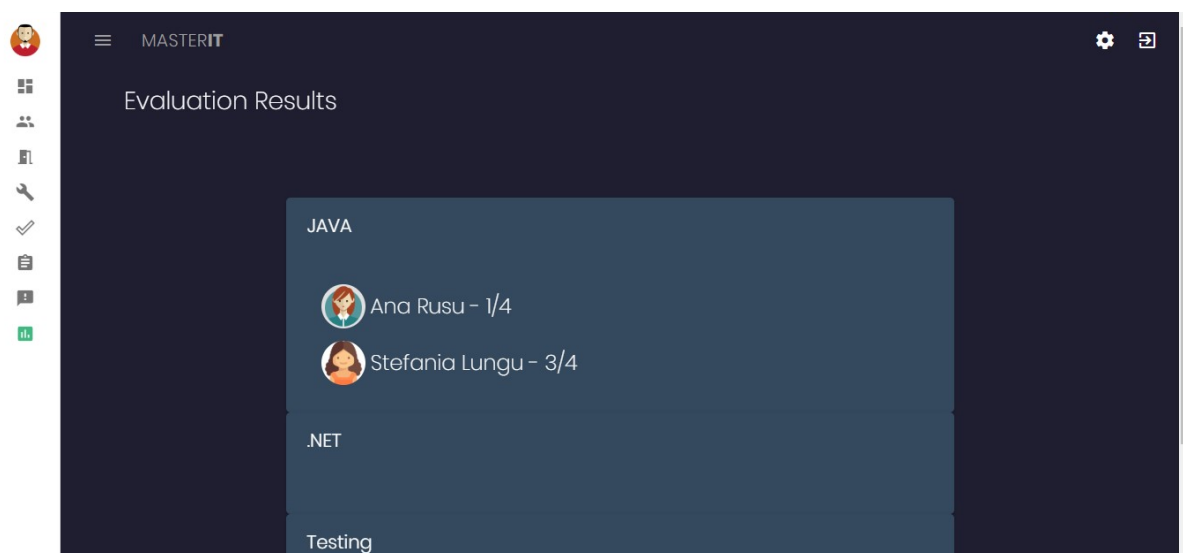 MASTERIT
Evaluation Results
JAVA
Ana Rusu - 1/4
Stefania Lungu - 3/4
.NET
Testing